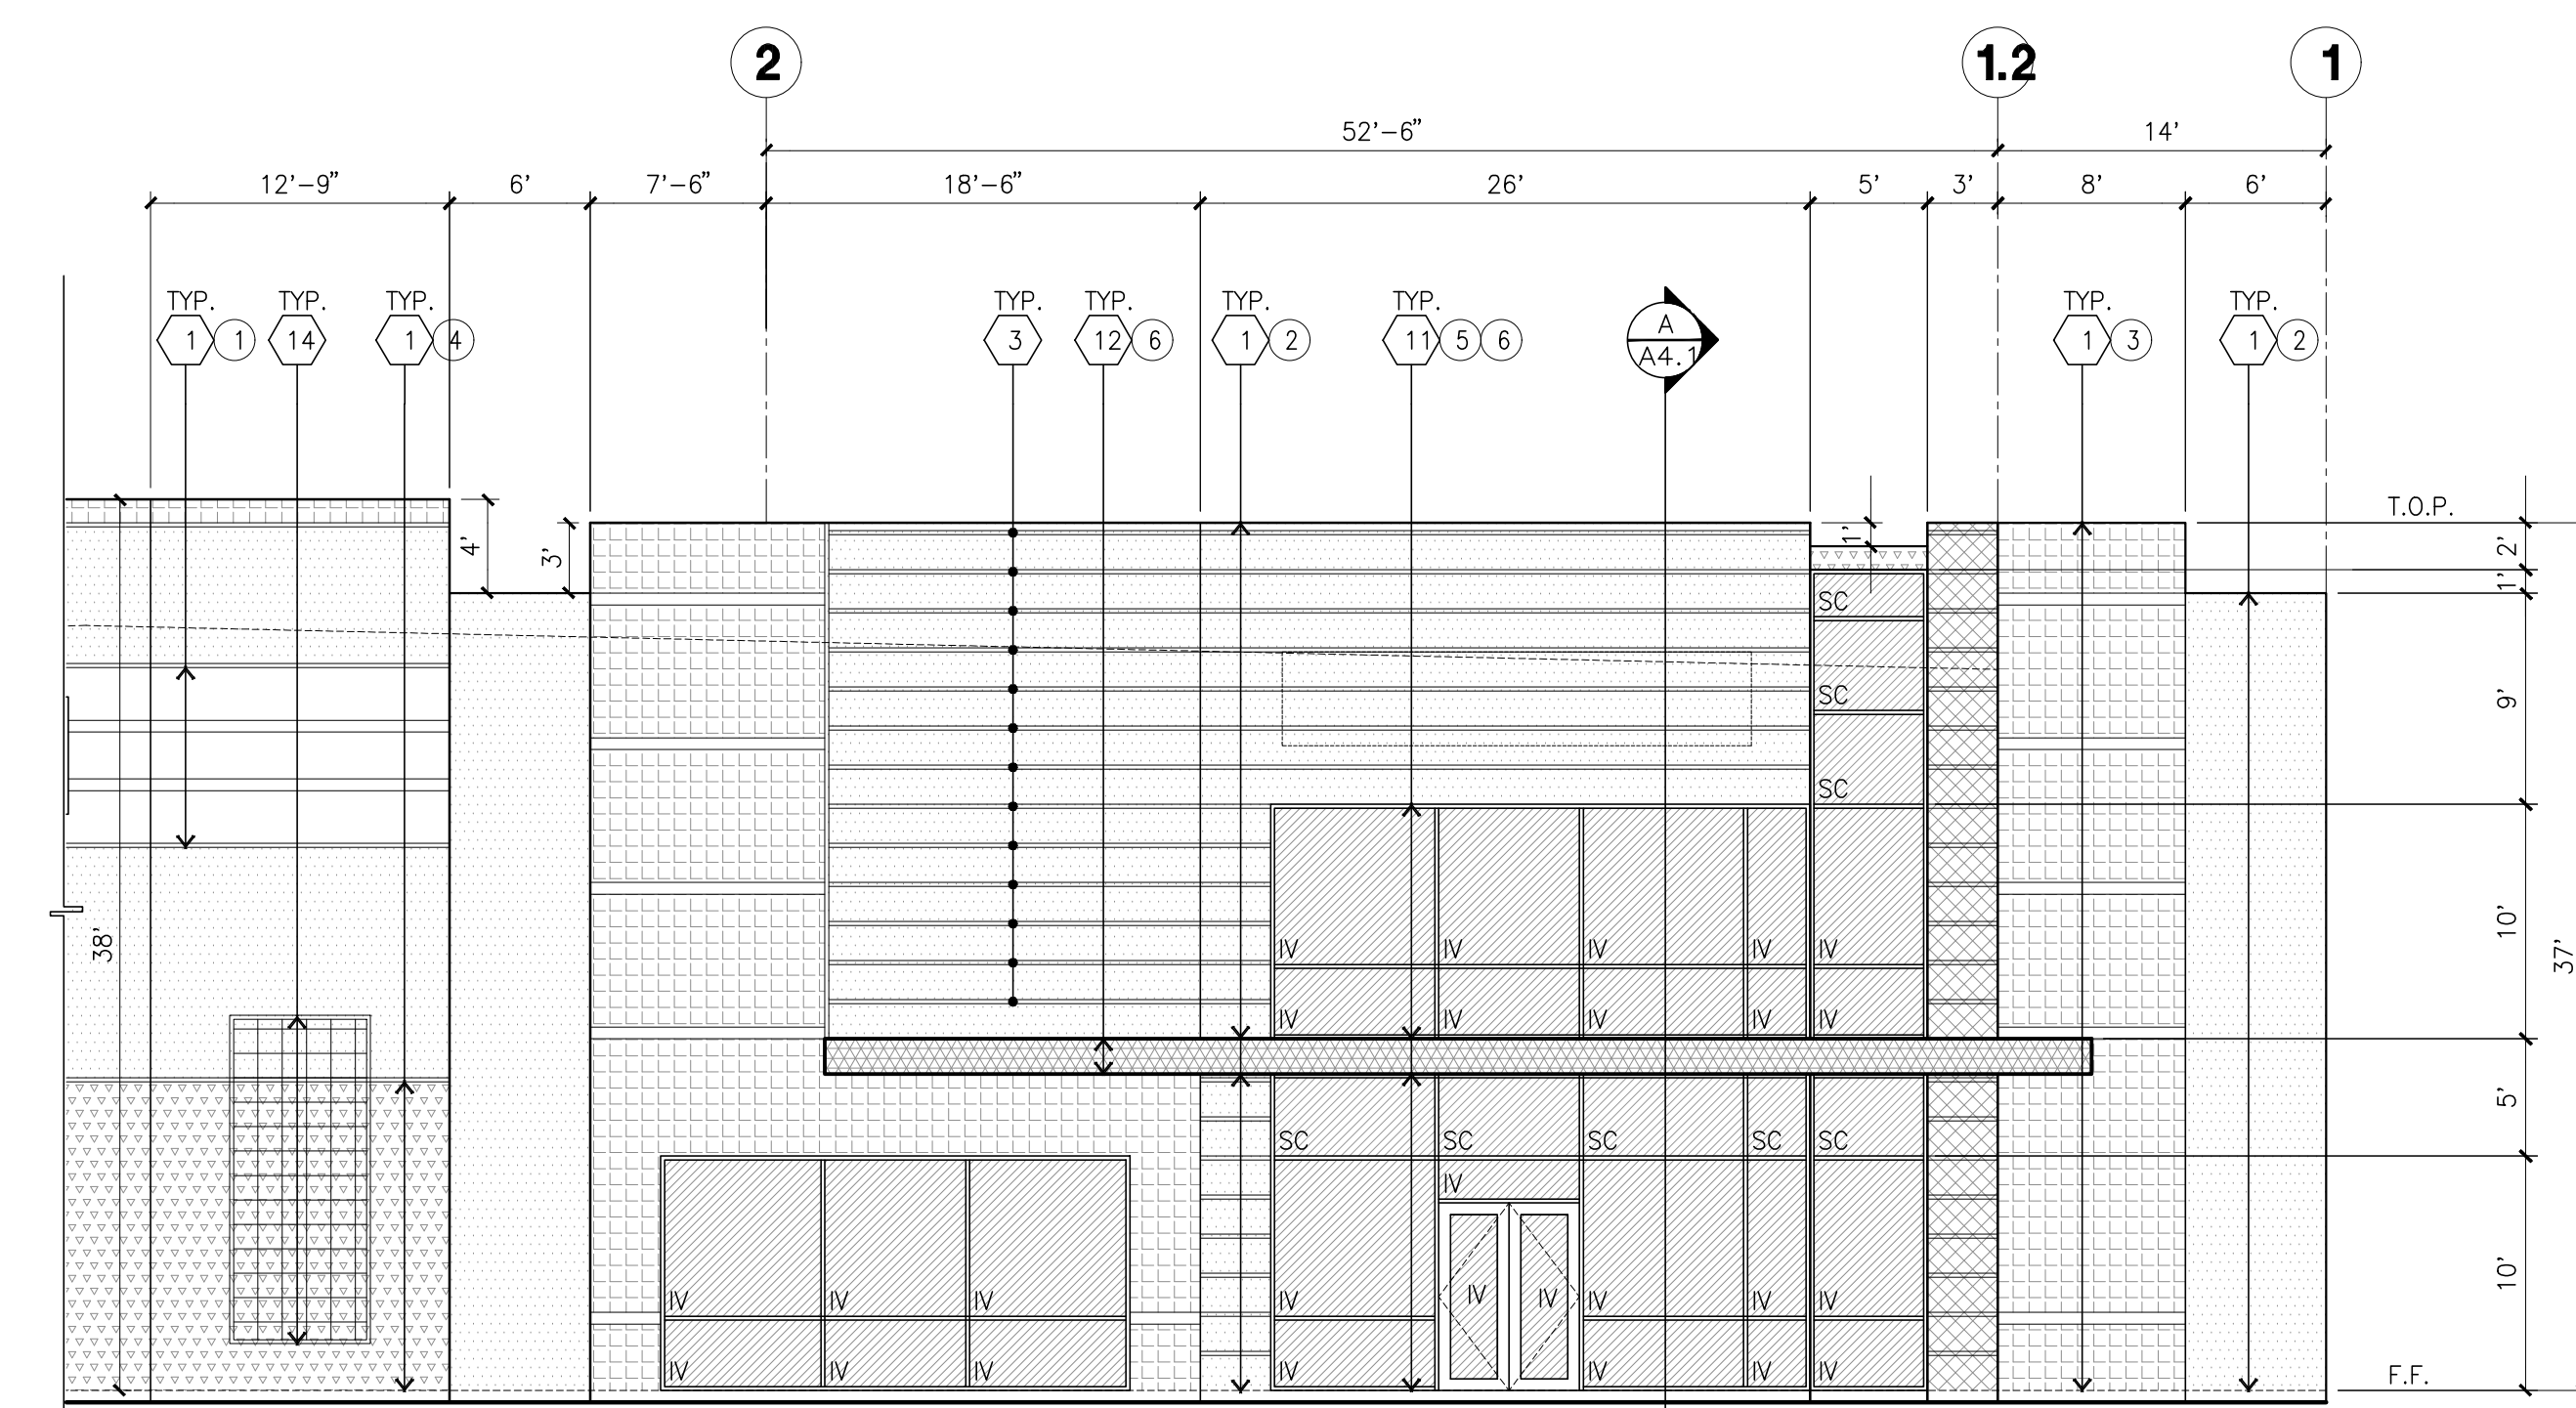 2 1.2 1
52'-6" 14'
12'-9" 6' 7'-6" 18'-6" 26' 5' 3' 8' 6'
TYP. TYP. TYP. TYP. TYP. TYP. TYP. TYP. TYP.
1 1 14 1 4 3 12 6 1 2 11 5 6 A 1 3 1 2
A4.1
T.O.P.
4' 3' 1' 2'
1'
SC
SC
9'
SC
38' 10' 37'
IV IV IV IV IV
IV IV IV IV IV
5'
SC SC SC SC SC
IV
10'
IV IV IV IV IV IV IV IV IV
IV IV IV IV IV IV IV
F.F.